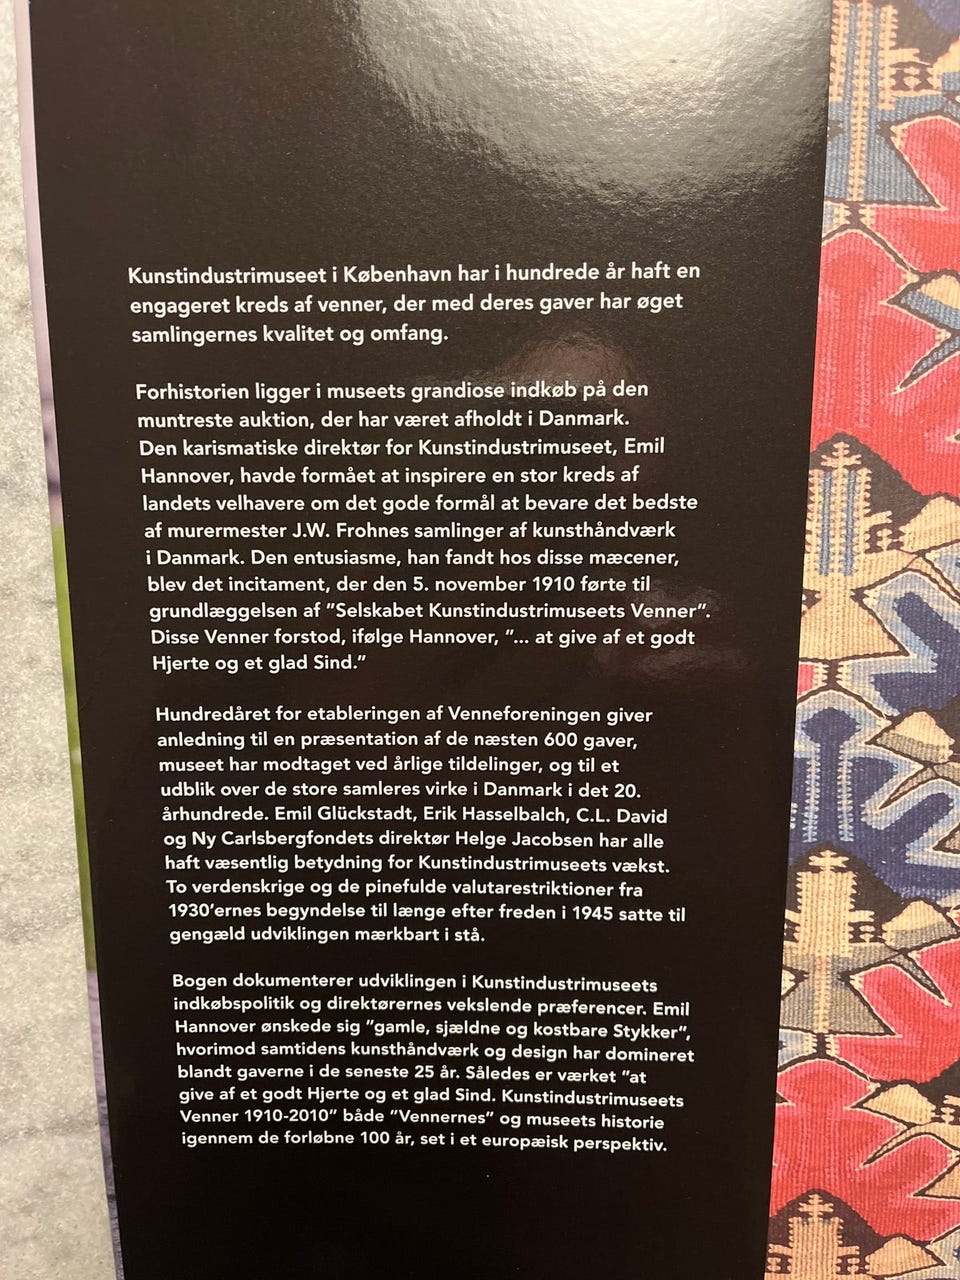 Kunstindustrimuseet i København har i hundrede år haft en
engageret kreds af venner, der med deres gaver har øget
samlingernes kvalitet og omfang.
Forhistorien ligger i museets grandiose indkøb på den
muntreste auktion, der har været afholdt i Danmark.
Den karismatiske direktør for Kunstindustrimuseet, Emil
Hannover, havde formået at inspirere en stor kreds af
landets velhavere om det gode formål at bevare det bedste
af murermester J.W. Frohnes samlinger af kunsthåndværk
i Danmark. Den entusiasme, han fandt hos disse mæcener,
blev det incitament, der den 5. november 1910 førte til
grundlæggelsen af ”Selskabet Kunstindustrimuseets Venner”.
Disse Venner forstod, ifølge Hannover, ”... at give af et godt
Hjerte og et glad Sind.”
Hundredåret for etableringen af Venneforeningen giver
anledning til en præsentation af de næsten 600 gaver,
museet har modtaget ved årlige tildelinger, og til et
udblik over de store samleres virke i Danmark i det 20.
århundrede. Emil Glückstadt, Erik Hasselbalch, C.L. David
og Ny Carlsbergfondets direktør Helge Jacobsen har alle
haft væsentlig betydning for Kunstindustrimuseets vækst.
To verdenskrige og de pinefulde valutarestriktioner fra
1930’ernes begyndelse til længe efter freden i 1945 satte til
gengæld udviklingen mærkbart i stå.
Bogen dokumenterer udviklingen i Kunstindustrimuseets
indkøbspolitik og direktørernes vekslende præferencer. Emil
Hannover ønskede sig ”gamle, sjældne og kostbare Stykker”,
hvorimod samtidens kunsthåndværk og design har domineret
blandt gaverne i de seneste 25 år. Således er værket ”at
give af et godt Hjerte og et glad Sind. Kunstindustrimuseets
Venner 1910-2010” både ”Vennernes” og museets historie
igennem de forløbne 100 år, set i et europæisk perspektiv.